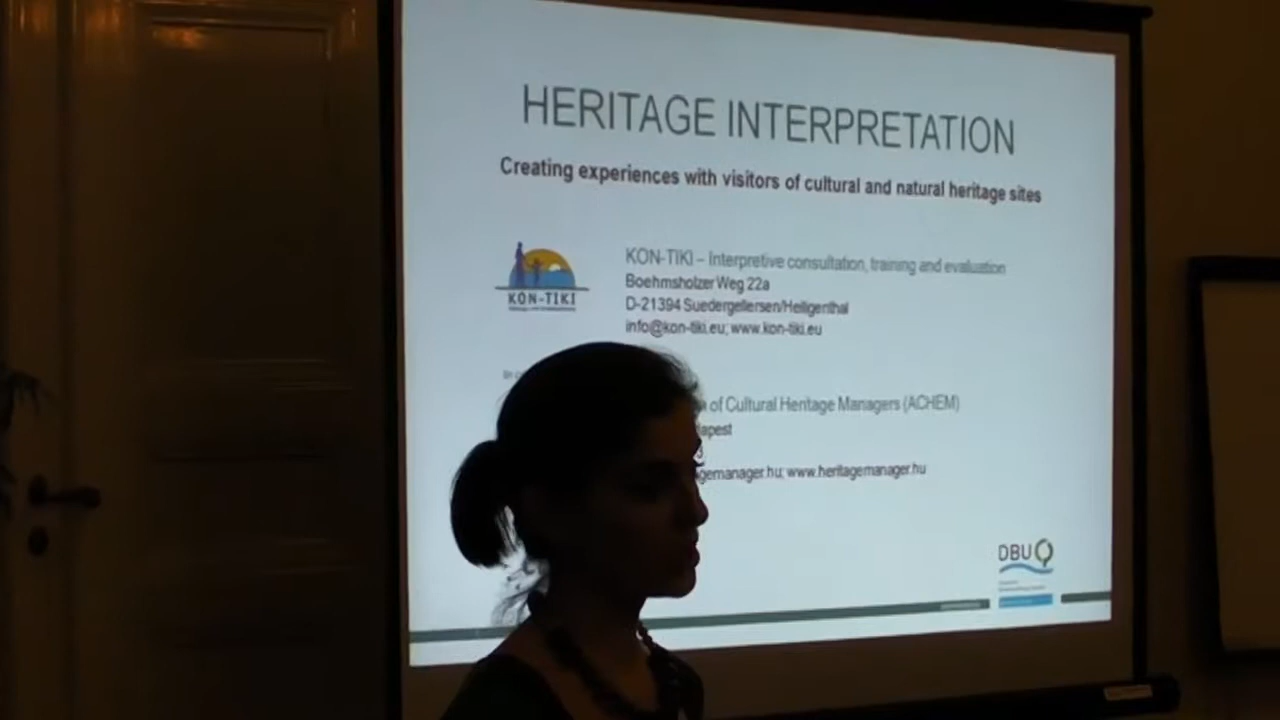 HERITAGE INTERPRETATION
Creating experiences with visitors of cultural and natural heritage sites
KON-TIKI – Interpretive consultation, training and evaluation
Boehmsholzer Weg 22a
D-21394 Suedergellersen/Heiligenthal
info@kon-tiki.eu; www.kon-tiki.eu
KON-TIKI
of Cultural Heritage Managers (ACHEM)
www.heritagemanager.hu
DBU